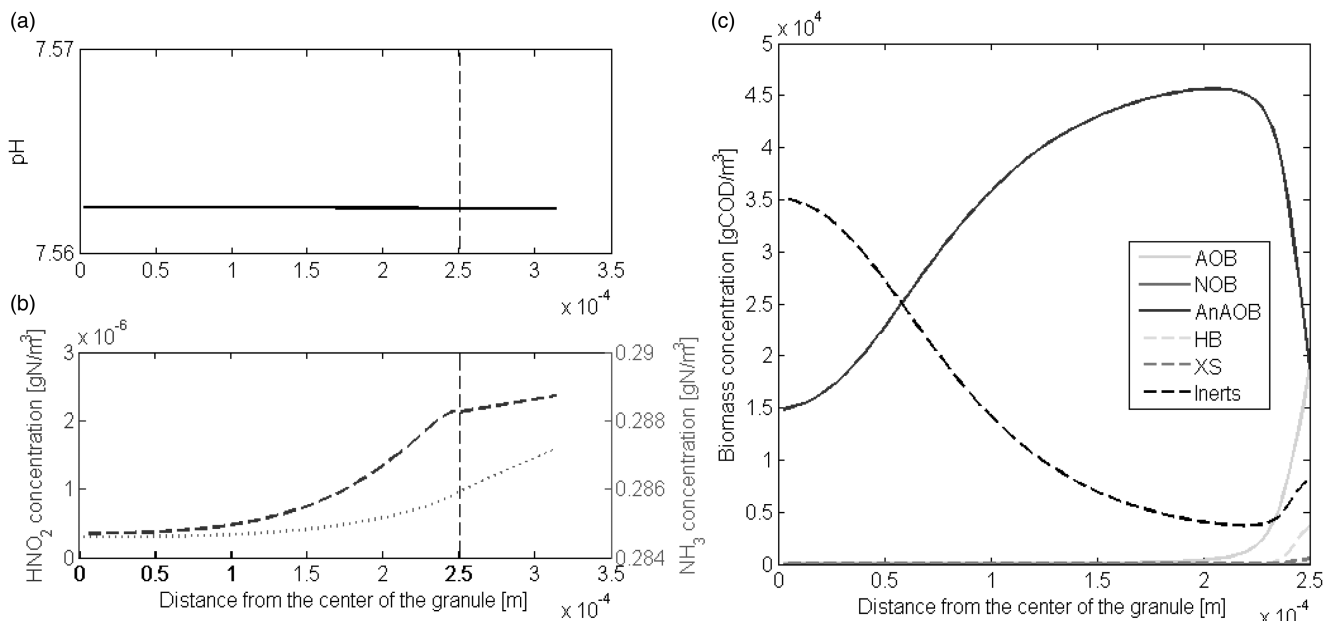 (a)
7.57
pH
7.56
0 0.5 1 1.5 2 2.5 3 3.5
x 10⁻⁴
(b)
x 10⁻⁶
3
2
1
0
HNO₂ concentration [gN/m³]
0.29
0.288
0.286
0.284
NH₃ concentration [gN/m³]
0 0.5 1 1.5 2 2.5 3 3.5
Distance from the center of the granule [m]
x 10⁻⁴
(c)
x 10⁴
5
4.5
4
3.5
3
2.5
2
1.5
1
0.5
0
Biomass concentration [gCOD/m³]
AOB
NOB
AnAOB
HB
XS
Inerts
0 0.5 1 1.5 2 2.5
Distance from the center of the granule [m]
x 10⁻⁴